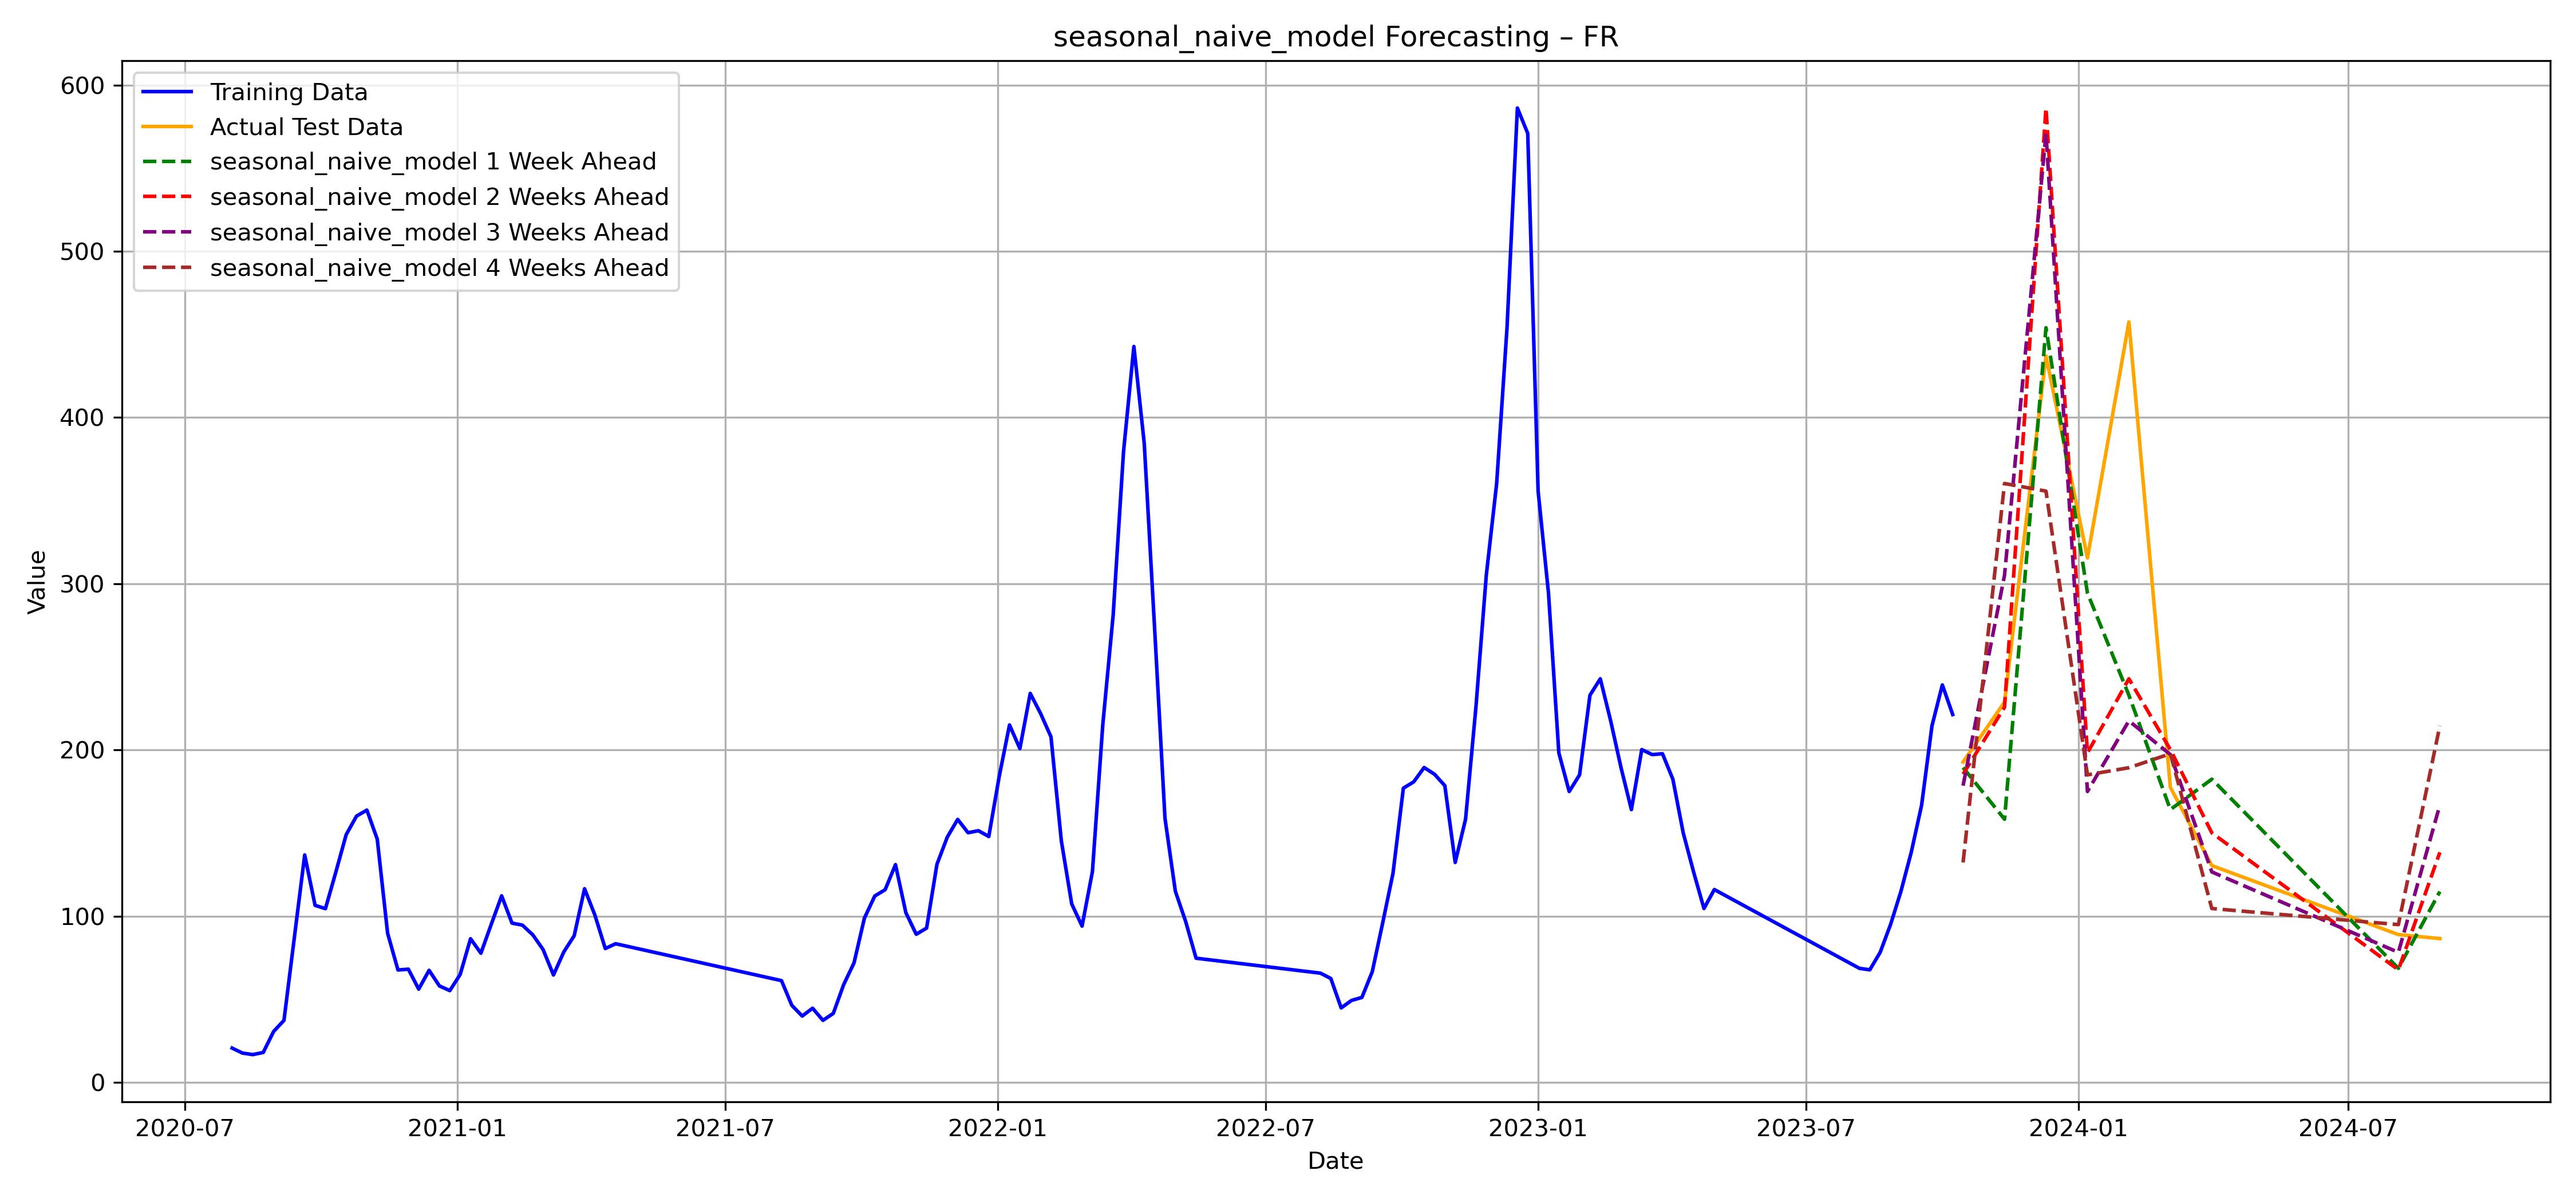 seasonal_naive_model Forecasting – FR
Training Data
Actual Test Data
seasonal_naive_model 1 Week Ahead
seasonal_naive_model 2 Weeks Ahead
seasonal_naive_model 3 Weeks Ahead
seasonal_naive_model 4 Weeks Ahead
600
500
400
300
200
100
0
Value
2020-07 2021-01 2021-07 2022-01 2022-07 2023-01 2023-07 2024-01 2024-07
Date